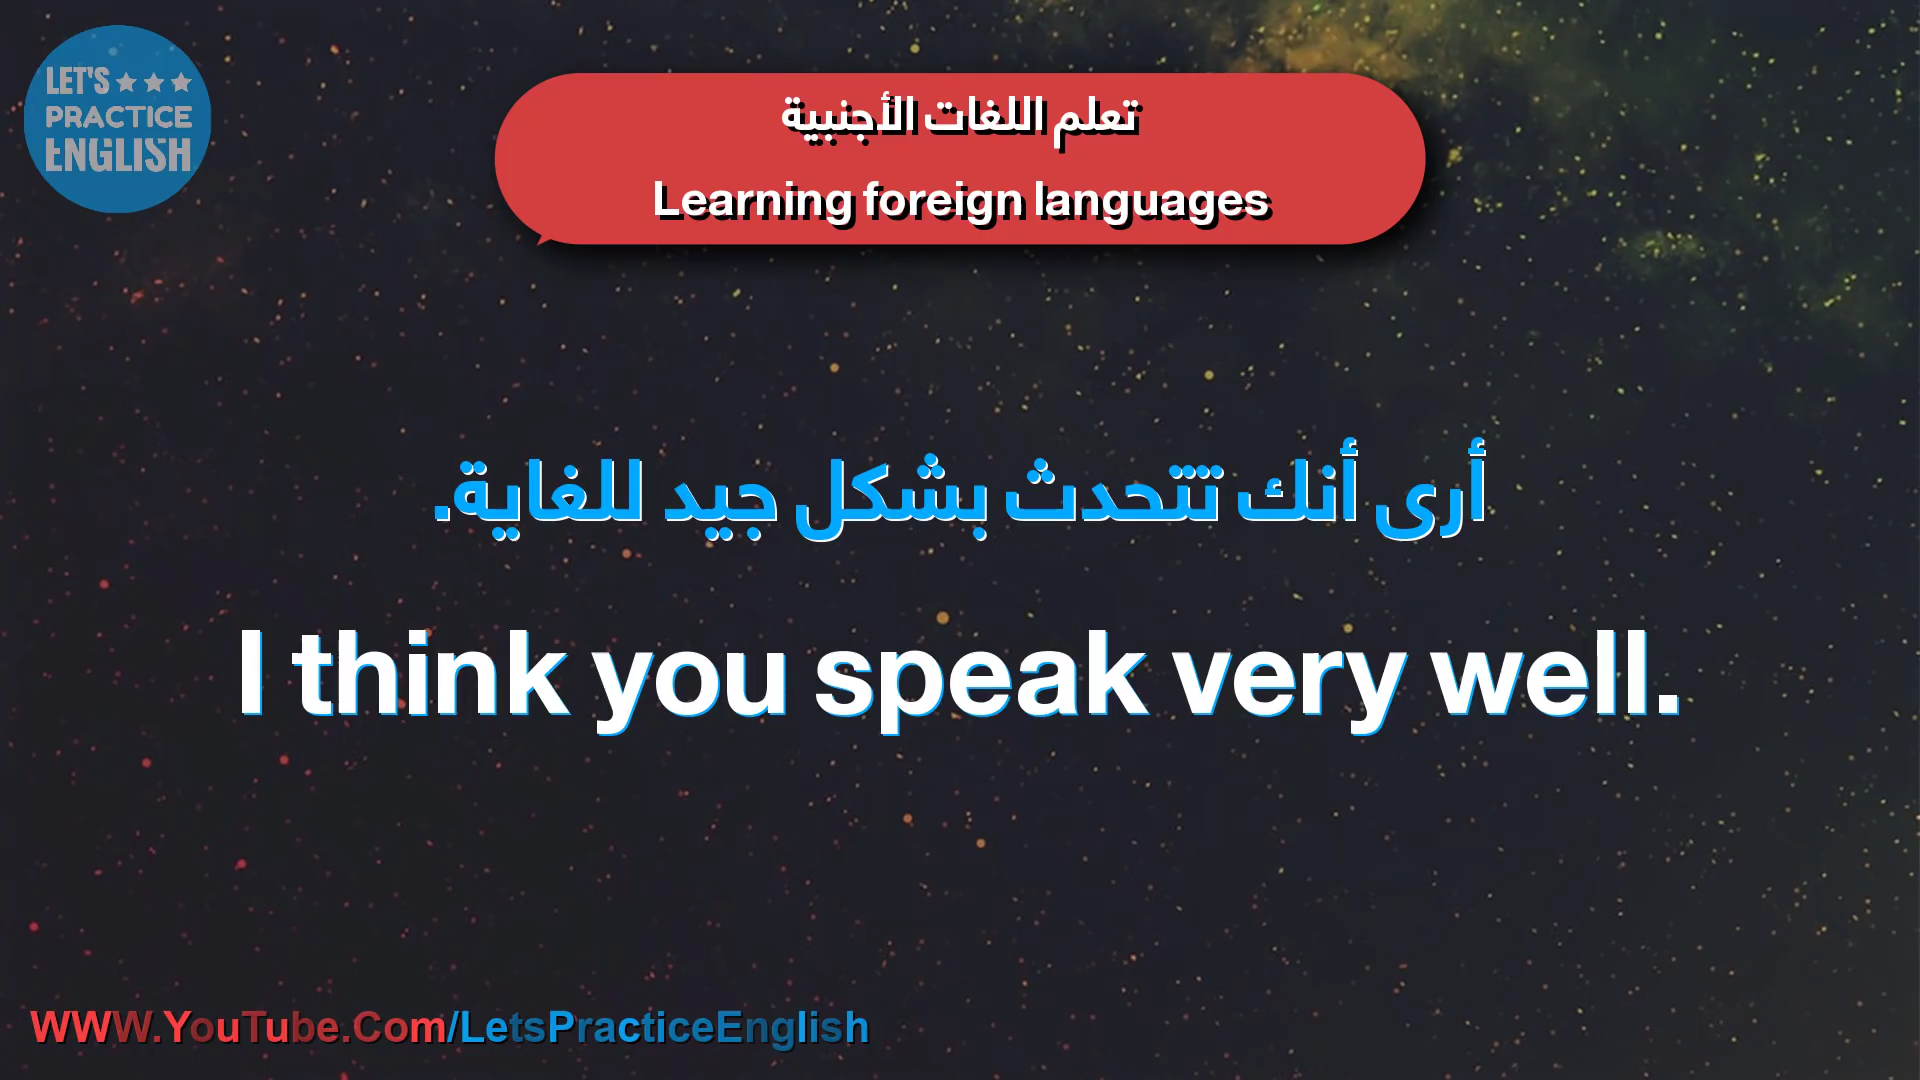 LET'S
PRACTICE
ENGLISH
تعلم اللغات الأجنبية
Learning foreign languages
أرى أنك تتحدث بشكل جيد للغاية.
I think you speak very well.
WWW.YouTube.Com/LetsPracticeEnglish